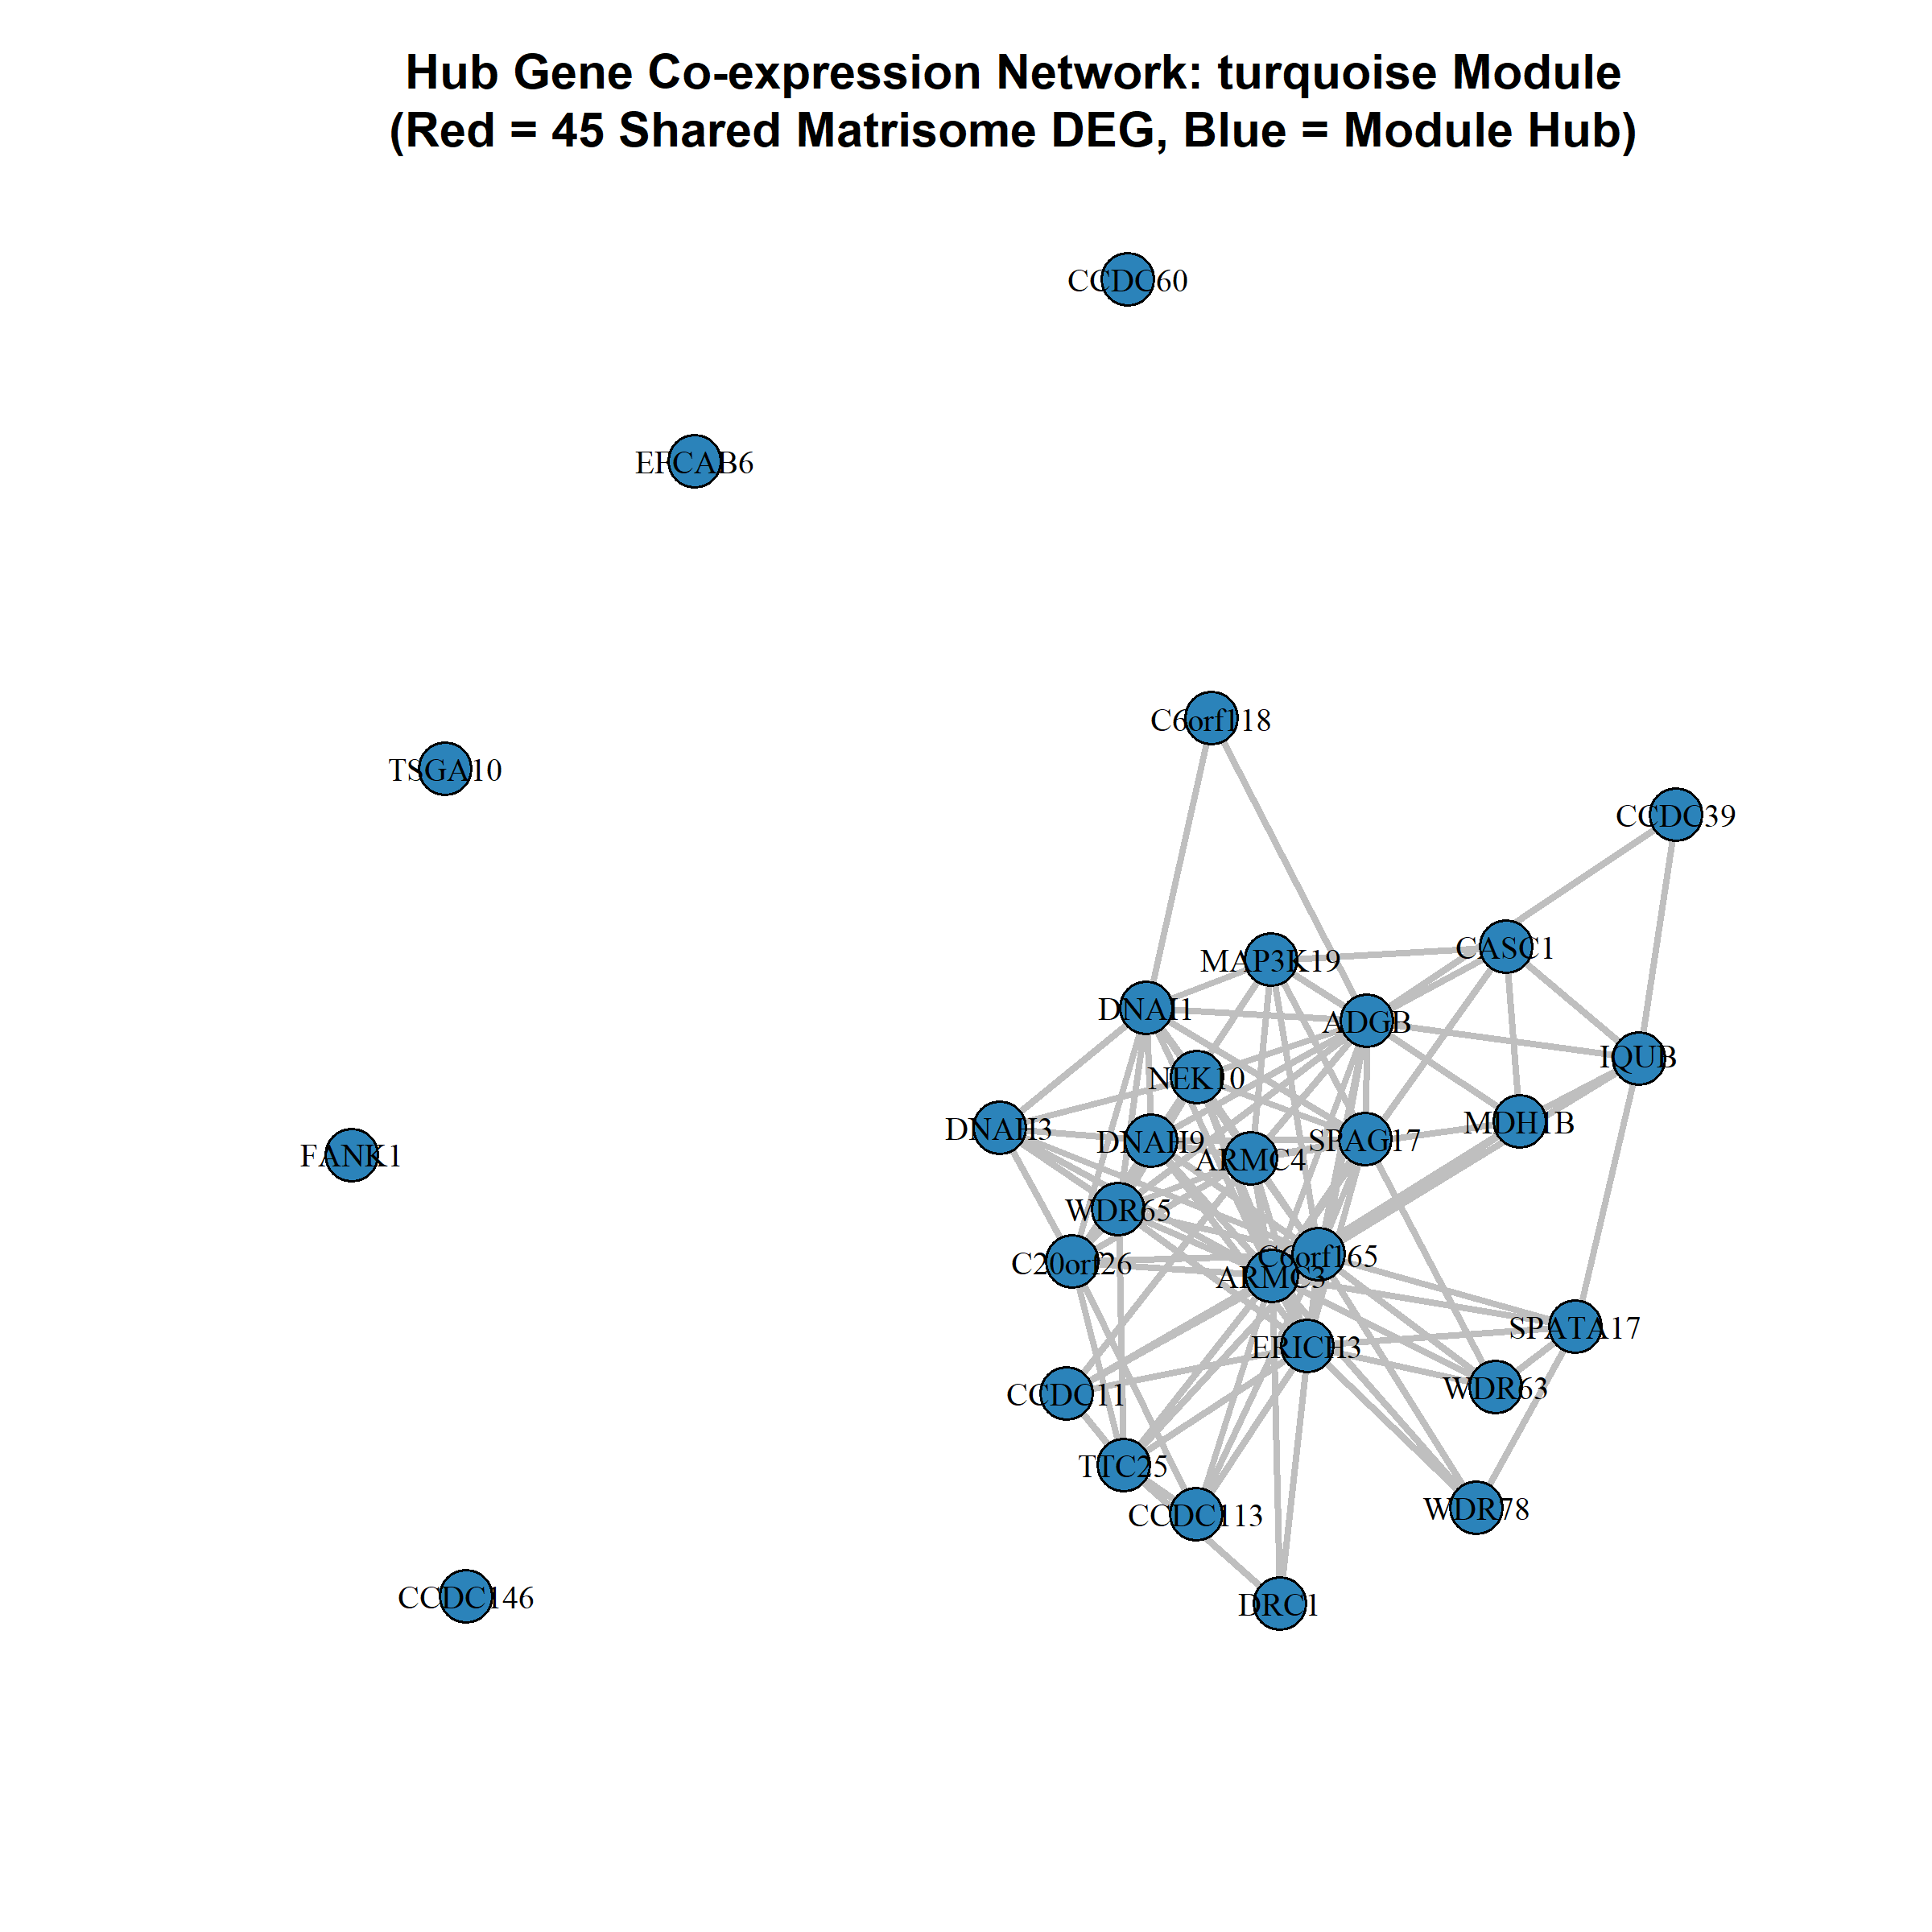 Hub Gene Co-expression Network: turquoise Module
(Red = 45 Shared Matrisome DEG, Blue = Module Hub)
CCDC60
EFCAB6
C6orf118
TSGA10
CCDC39
CASC1
MAP3K19
DNAI1
ADGB
IQUB
NEK10
MDH1B
DNAH3
DNAH9
SPAG17
FANK1
ARMC4
WDR65
C6orf165
C20orf26
ARMC3
SPATA17
ERICH3
WDR63
CCDC11
TTC25
WDR78
CCDC113
CCDC146
DRC1